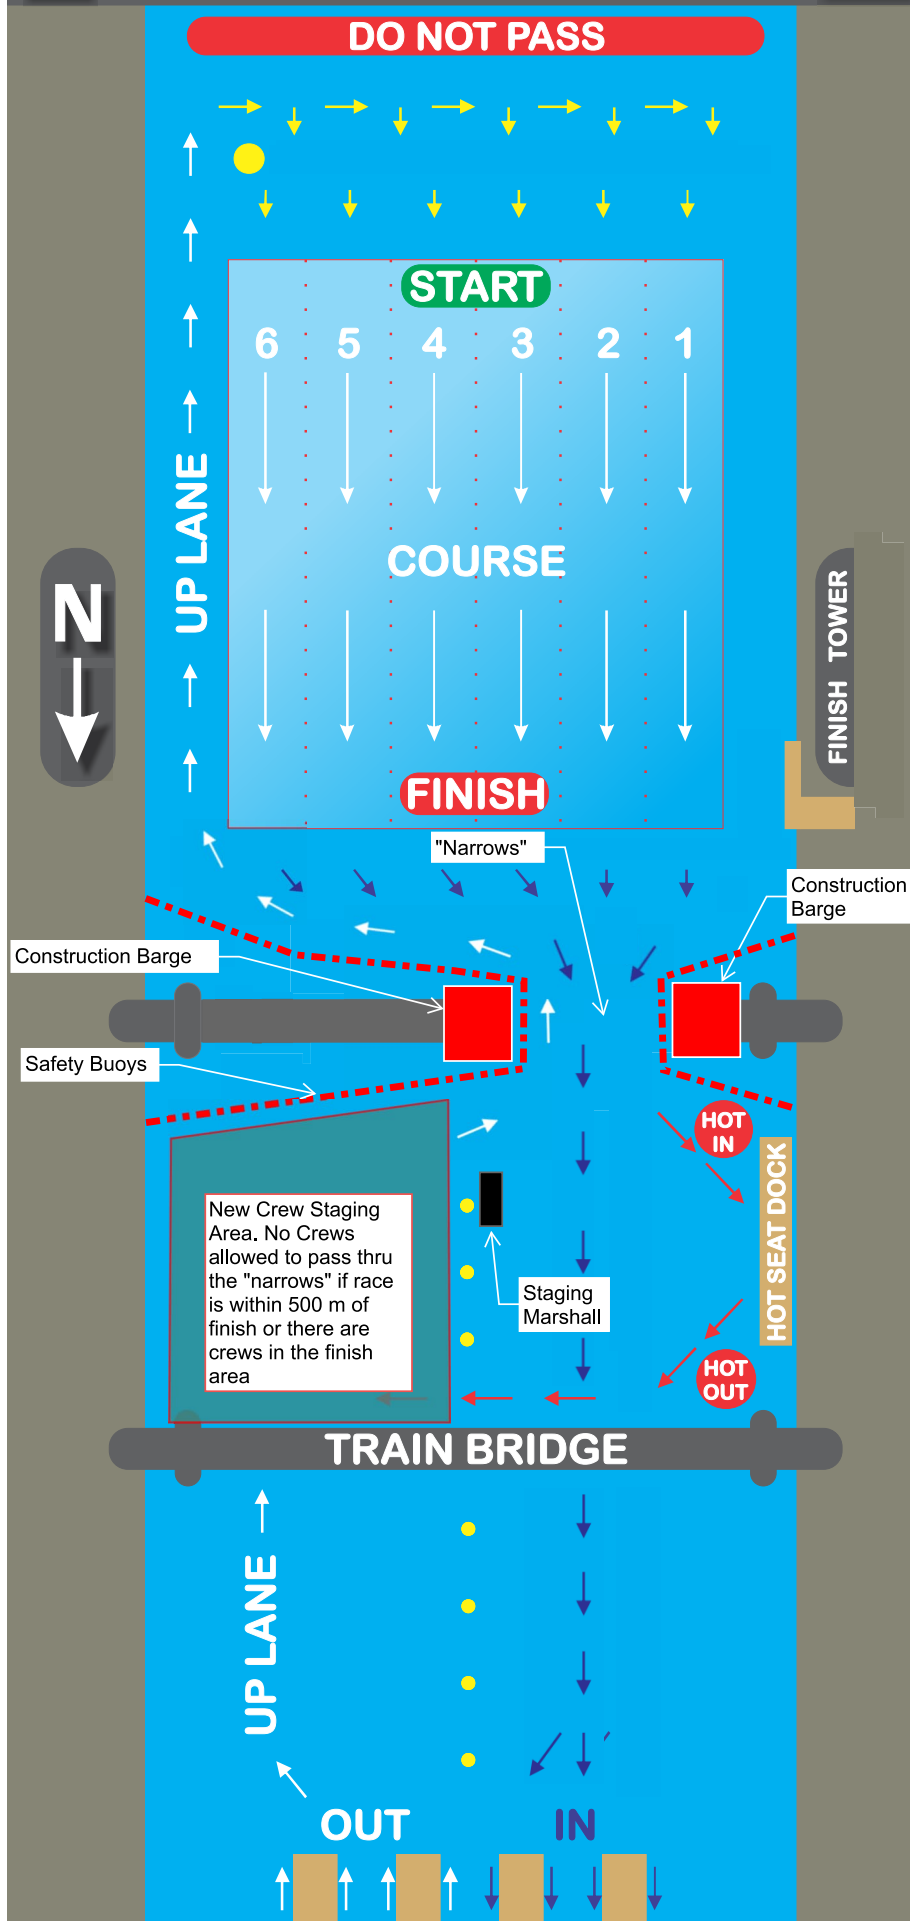 DO NOT PASS
START
6 5 4 3 2 1
UP LANE
COURSE
N
FINISH TOWER
FINISH
"Narrows"
Construction
Barge
Construction Barge
Safety Buoys
HOT
IN
HOT SEAT DOCK
New Crew Staging
Area. No Crews
allowed to pass thru
the "narrows" if race
is within 500 m of
finish or there are
crews in the finish
area
Staging
Marshall
HOT
OUT
TRAIN BRIDGE
UP LANE
OUT
IN